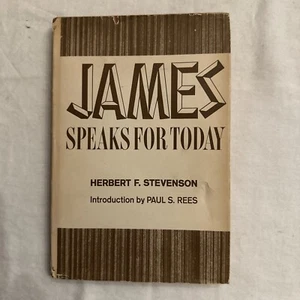 JAMES
SPEAKS FOR TODAY
HERBERT F. STEVENSON
Introduction by PAUL S. REES